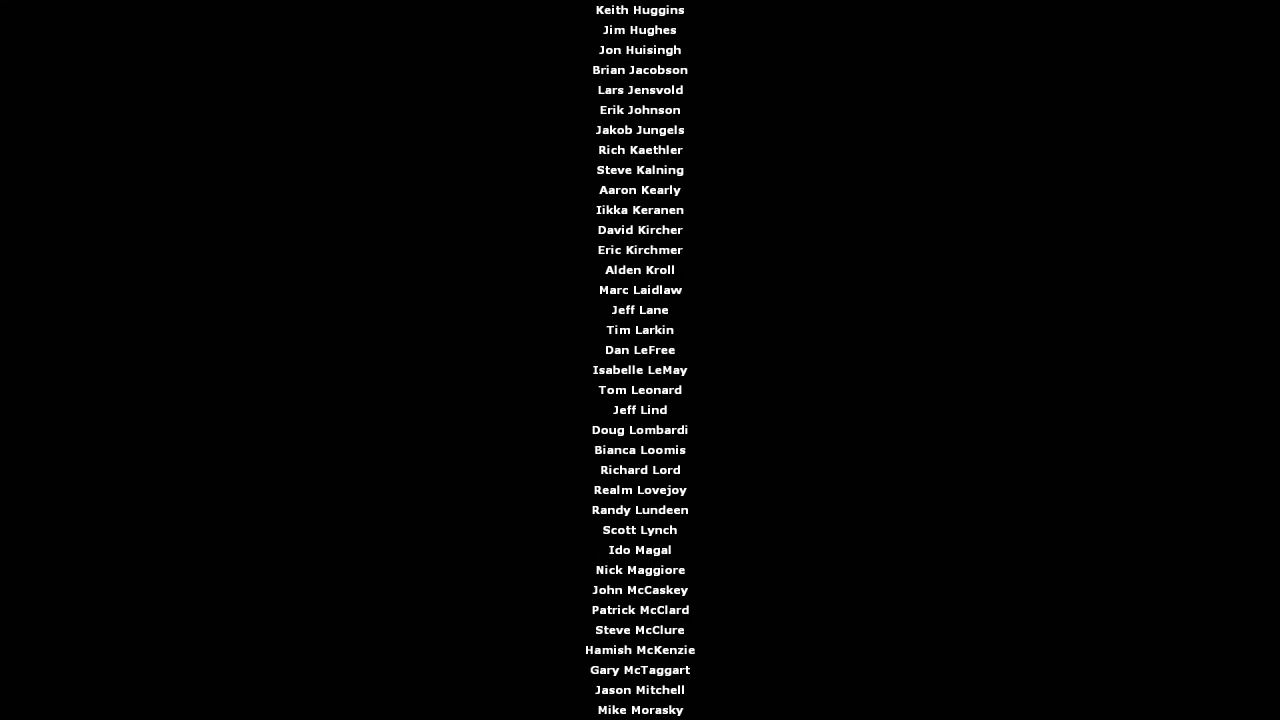 Keith Huggins
Jim Hughes
Jon Huisingh
Brian Jacobson
Lars Jensvold
Erik Johnson
Jakob Jungels
Rich Kaethler
Steve Kalning
Aaron Kearly
Iikka Keranen
David Kircher
Eric Kirchmer
Alden Kroll
Marc Laidlaw
Jeff Lane
Tim Larkin
Dan LeFree
Isabelle LeMay
Tom Leonard
Jeff Lind
Doug Lombardi
Bianca Loomis
Richard Lord
Realm Lovejoy
Randy Lundeen
Scott Lynch
Ido Magal
Nick Maggiore
John McCaskey
Patrick McClard
Steve McClure
Hamish McKenzie
Gary McTaggart
Jason Mitchell
Mike Morasky